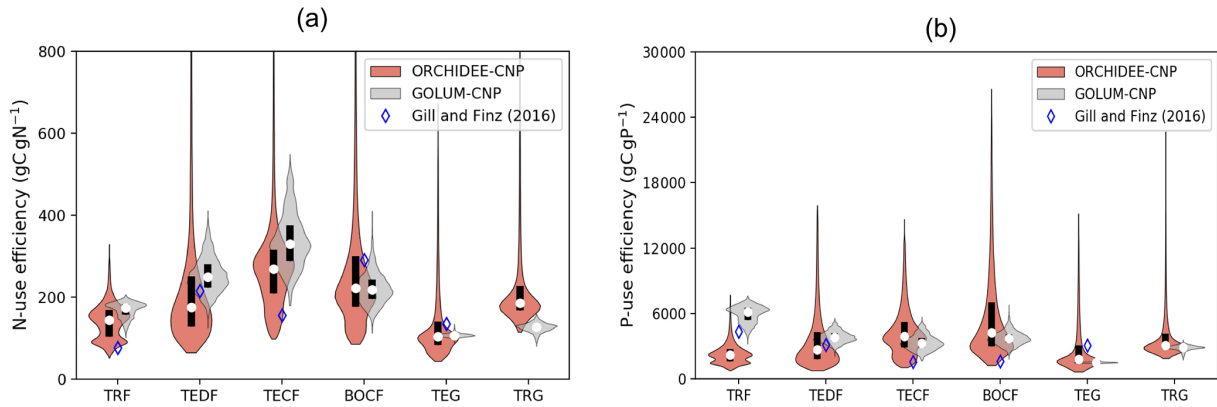 (a)
N-use efficiency (gC gN⁻¹)
800
600
400
200
0
ORCHIDEE-CNP
GOLUM-CNP
Gill and Finz (2016)
TRF TEDF TECF BOCF TEG TRG
(b)
P-use efficiency (gC gP⁻¹)
30000
24000
18000
12000
6000
0
ORCHIDEE-CNP
GOLUM-CNP
Gill and Finz (2016)
TRF TEDF TECF BOCF TEG TRG